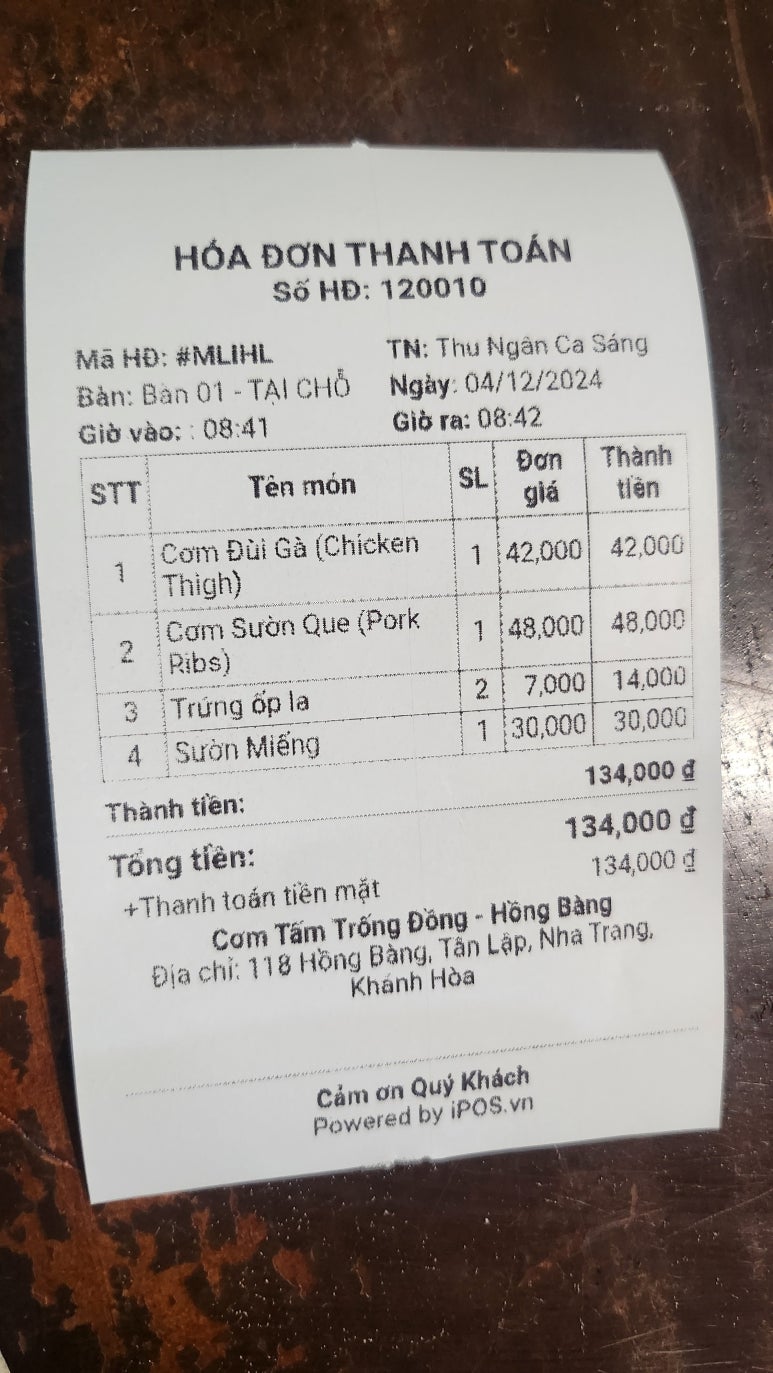 HÓA ĐƠN THANH TOÁN
Số HĐ: 120010
Mã HĐ: #MLIHL TN: Thu Ngân Ca Sáng
Bàn: Bàn 01 - TẠI CHỖ Ngày: 04/12/2024
Giờ vào: : 08:41 Giờ ra: 08:42
STT Tên món SL Đơn giá Thành tiền
1 Cơm Đùi Gà (Chicken 1 42,000 42,000
Thigh)
2 Cơm Sườn Que (Pork 1 48,000 48,000
Ribs)
3 Trứng ốp la 2 7,000 14,000
4 Sườn Miếng 1 30,000 30,000
Thành tiền: 134,000 ₫
Tổng tiền: 134,000 ₫
+Thanh toán tiền mặt 134,000 ₫
Cơm Tấm Trống Đồng - Hồng Bàng
Địa chỉ: 118 Hồng Bàng, Tân Lập, Nha Trang,
Khánh Hòa
Cảm ơn Quý Khách
Powered by iPOS.vn